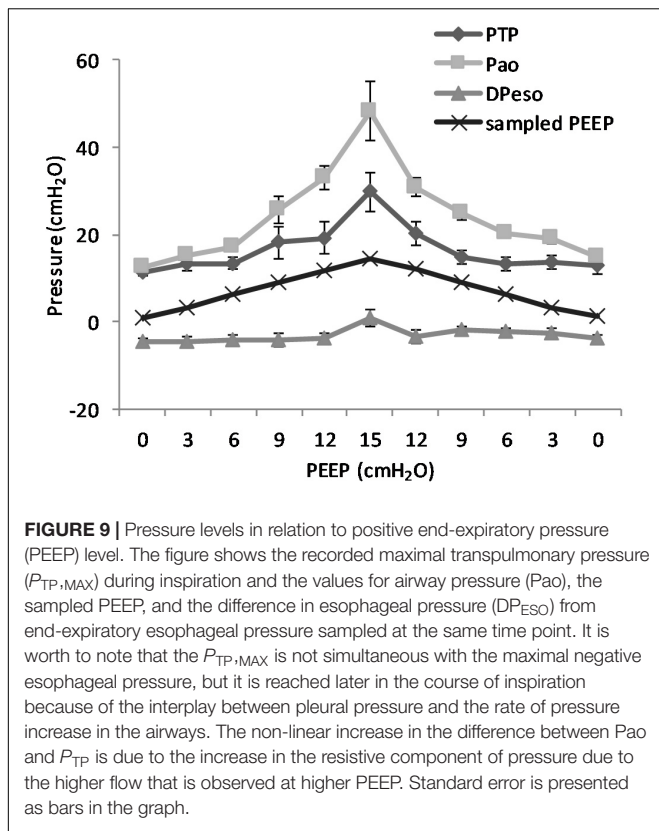 PTP
Pao
DPeso
sampled PEEP
60
40
20
0
-20
Pressure (cmH₂O)
0 3 6 9 12 15 12 9 6 3 0
PEEP (cmH₂O)
FIGURE 9 | Pressure levels in relation to positive end-expiratory pressure
(PEEP) level. The figure shows the recorded maximal transpulmonary pressure
(P_TP,MAX) during inspiration and the values for airway pressure (Pao), the
sampled PEEP, and the difference in esophageal pressure (DP_ESO) from
end-expiratory esophageal pressure sampled at the same time point. It is
worth to note that the P_TP,MAX is not simultaneous with the maximal negative
esophageal pressure, but it is reached later in the course of inspiration
because of the interplay between pleural pressure and the rate of pressure
increase in the airways. The non-linear increase in the difference between Pao
and P_TP is due to the increase in the resistive component of pressure due to
the higher flow that is observed at higher PEEP. Standard error is presented
as bars in the graph.